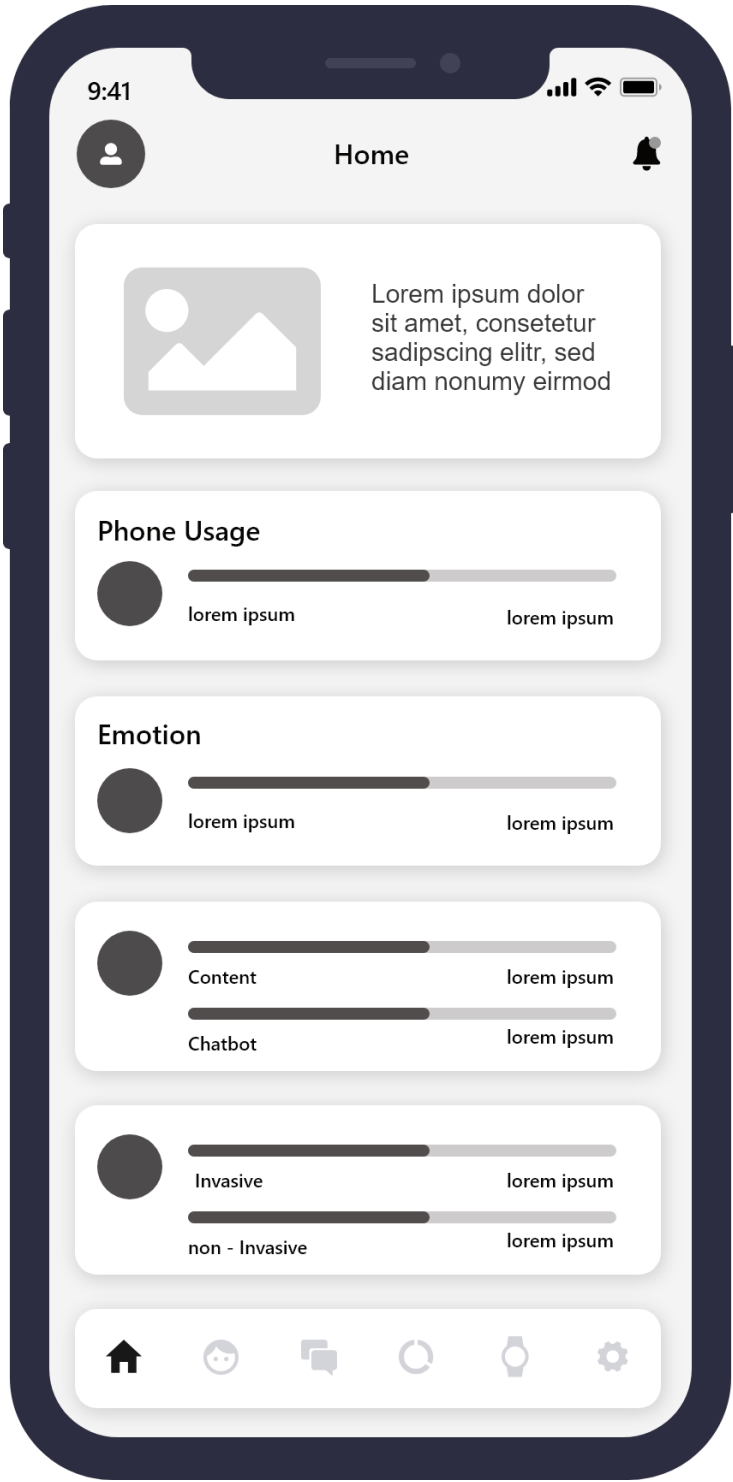 9:41
Home
Lorem ipsum dolor
sit amet, consetetur
sadipscing elitr, sed
diam nonumy eirmod
Phone Usage
lorem ipsum
lorem ipsum
Emotion
lorem ipsum
lorem ipsum
Content
lorem ipsum
Chatbot
lorem ipsum
Invasive
lorem ipsum
non - Invasive
lorem ipsum